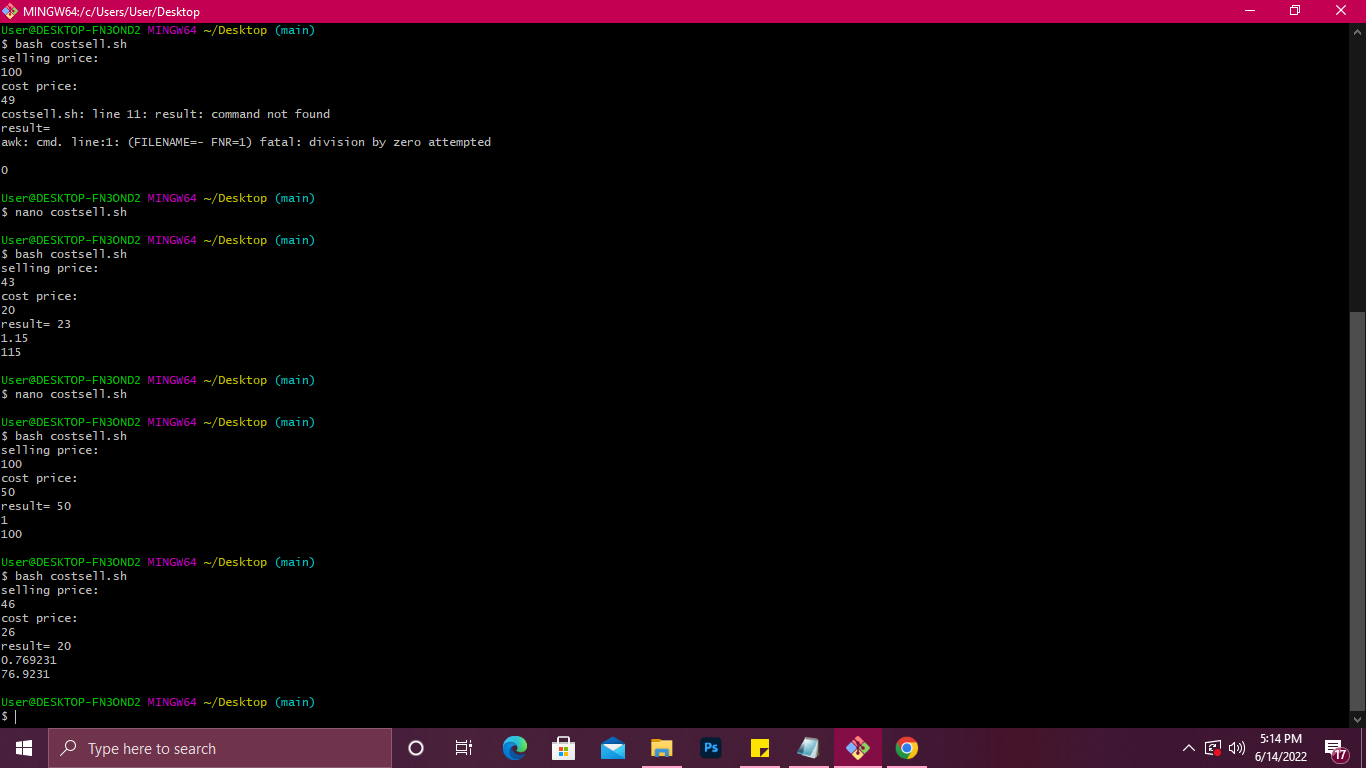 MINGW64:/c/Users/User/Desktop
User@DESKTOP-FN3OND2 MINGW64 ~/Desktop (main)
$ bash costsell.sh
selling price:
100
cost price:
49
costsell.sh: line 11: result: command not found
result=
awk: cmd. line:1: (FILENAME=- FNR=1) fatal: division by zero attempted
0
User@DESKTOP-FN3OND2 MINGW64 ~/Desktop (main)
$ nano costsell.sh
User@DESKTOP-FN3OND2 MINGW64 ~/Desktop (main)
$ bash costsell.sh
selling price:
43
cost price:
20
result= 23
1.15
115
User@DESKTOP-FN3OND2 MINGW64 ~/Desktop (main)
$ nano costsell.sh
User@DESKTOP-FN3OND2 MINGW64 ~/Desktop (main)
$ bash costsell.sh
selling price:
100
cost price:
50
result= 50
1
100
User@DESKTOP-FN3OND2 MINGW64 ~/Desktop (main)
$ bash costsell.sh
selling price:
46
cost price:
26
result= 20
0.769231
76.9231
User@DESKTOP-FN3OND2 MINGW64 ~/Desktop (main)
$
Type here to search
Ps
5:14 PM
6/14/2022
17